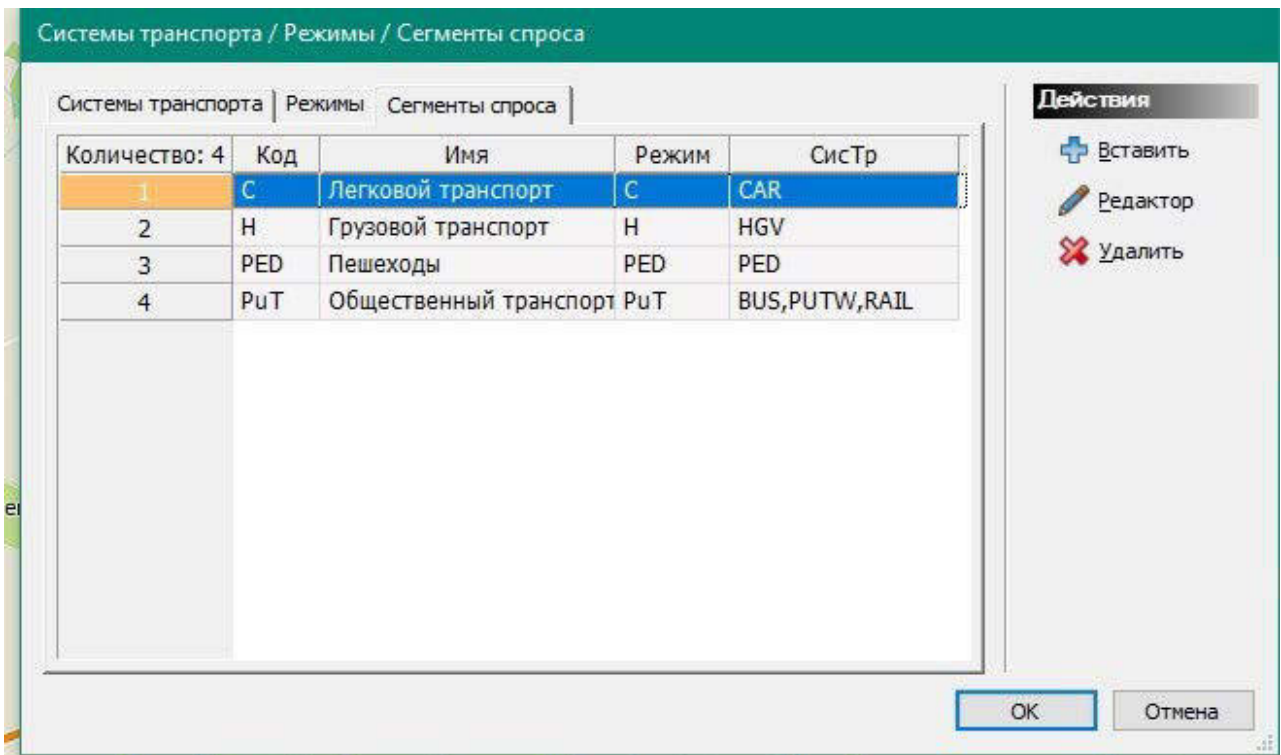 Системы транспорта / Режимы / Сегменты спроса
Системы транспорта Режимы Сегменты спроса
Количество: 4 Код Имя Режим СисТр
1 C Легковой транспорт C CAR
2 H Грузовой транспорт H HGV
3 PED Пешеходы PED PED
4 PuT Общественный транспорт PuT BUS,PUTW,RAIL
Действия
Вставить
Редактор
Удалить
OK Отмена